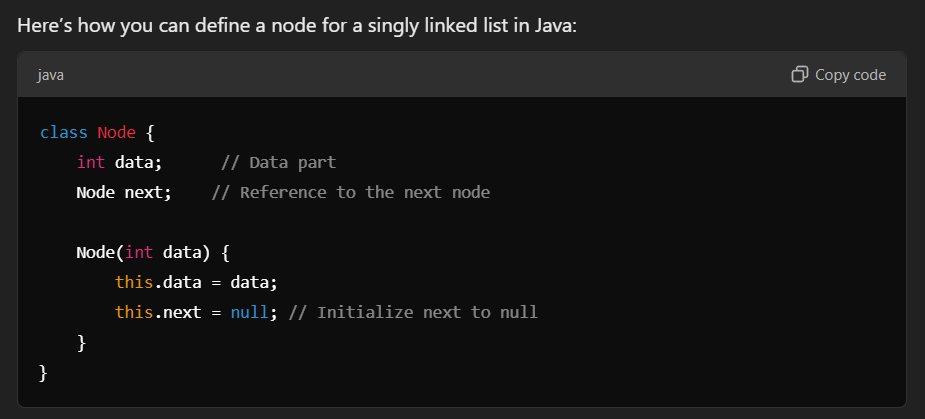 Here’s how you can define a node for a singly linked list in Java:
java
Copy code
class Node {
    int data;      // Data part
    Node next;    // Reference to the next node

    Node(int data) {
        this.data = data;
        this.next = null; // Initialize next to null
    }
}